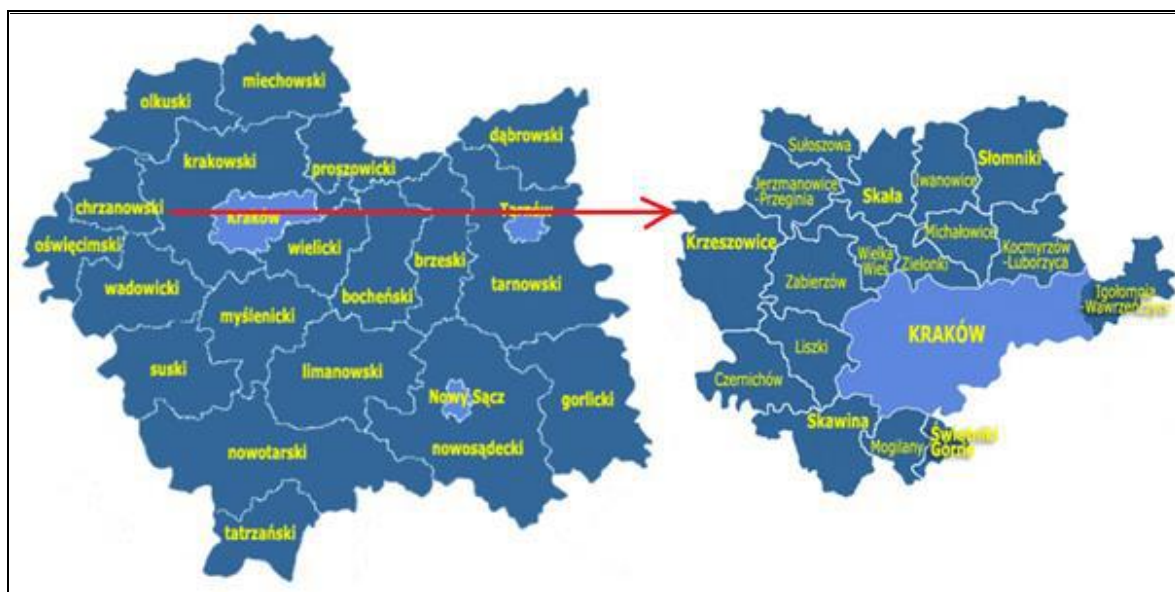 miechowski
olkuski
dąbrowski
krakowski
proszowicki
chrzanowski
Kraków
Tarnów
oświęcimski
wielicki
brzeski
wadowicki
bocheński
tarnowski
myślenicki
suski
limanowski
Nowy Sącz
gorlicki
nowotarski
nowosądecki
tatrzański
Sułoszowa
Słomniki
Jerzmanowice
-Przeginia
Skała
Iwanowice
Krzeszowice
Michałowice
Wielka
Wieś
Zielonki
Kocmyrzów
-Luborzyca
Zabierzów
Igołomia
-Wawrzeńczyce
KRAKÓW
Liszki
Czernichów
Skawina
Mogilany
Świątniki
Górne